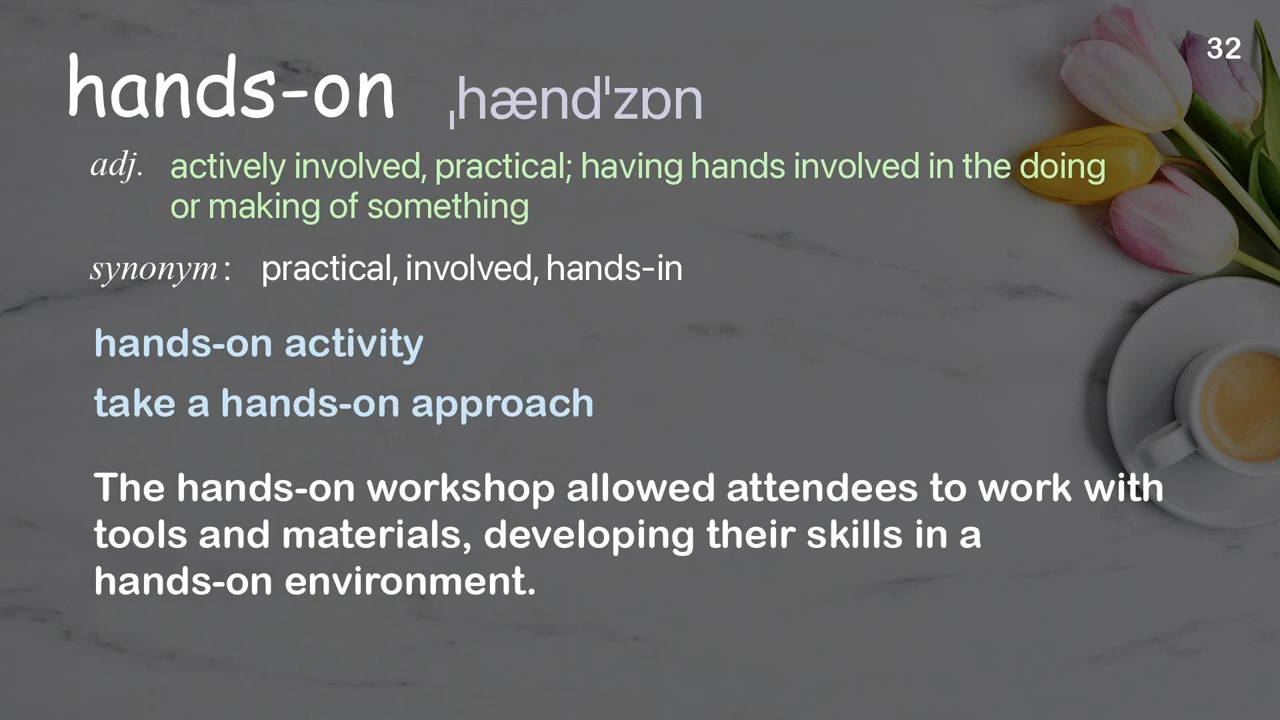 32
hands-on ˌhændˈzɒn
adj. actively involved, practical; having hands involved in the doing
or making of something
synonym: practical, involved, hands-in
hands-on activity
take a hands-on approach
The hands-on workshop allowed attendees to work with
tools and materials, developing their skills in a
hands-on environment.